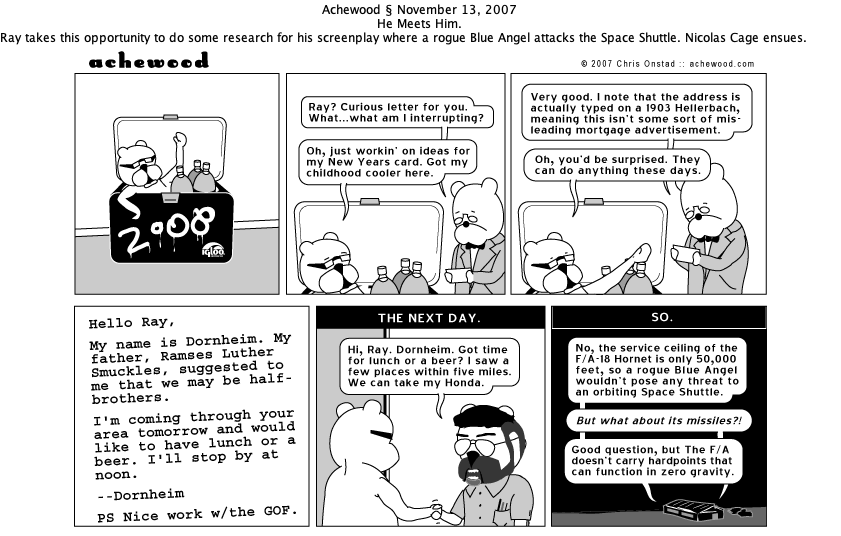 Achewood § November 13, 2007
He Meets Him.
Ray takes this opportunity to do some research for his screenplay where a rogue Blue Angel attacks the Space Shuttle. Nicolas Cage ensues.
achewood
© 2007 Chris Onstad :: achewood.com
2008
igloo
Ray? Curious letter for you.
What...what am I interrupting?
Oh, just workin' on ideas for
my New Years card. Got my
childhood cooler here.
Very good. I note that the address is
actually typed on a 1903 Hellerbach,
meaning this isn't some sort of mis-
leading mortgage advertisement.
Oh, you'd be surprised. They
can do anything these days.
Hello Ray,
My name is Dornheim. My
father, Ramses Luther
Smuckles, suggested to
me that we may be half-
brothers.
I'm coming through your
area tomorrow and would
like to have lunch or a
beer. I'll stop by at
noon.
--Dornheim
PS Nice work w/the GOF.
THE NEXT DAY.
Hi, Ray. Dornheim. Got time
for lunch or a beer? I saw a
few places within five miles.
We can take my Honda.
SO.
No, the service ceiling of the
F/A-18 Hornet is only 50,000
feet, so a rogue Blue Angel
wouldn't pose any threat to
an orbiting Space Shuttle.
But what about its missiles?!
Good question, but The F/A
doesn't carry hardpoints that
can function in zero gravity.